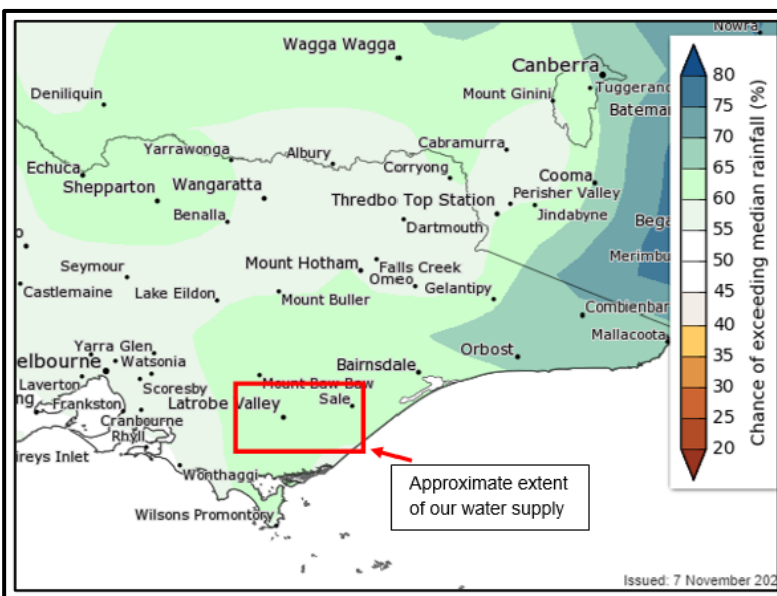 Nowra
Wagga Wagga
Canberra
Tuggerano
Mount Ginini
Bateman
Deniliquin
Yarrawonga
Albury
Cabramurra
Corryong
Echuca
Shepparton
Wangaratta
Cooma
Perisher Valley
Thredbo Top Station
Jindabyne
Bega
Benalla
Dartmouth
Merimbu
Seymour
Mount Hotham
Falls Creek
Omeo
Gelantipy
Castlemaine
Lake Eildon
Mount Buller
Combienbar
Mallacoota
Yarra Glen
elbourne
Watsonia
Orbost
Bairnsdale
Laverton
Scoresby
Mount Baw Baw
Frankston
Latrobe Valley
Sale
Cranbourne
Rhyll
ireys Inlet
Wonthaggi
Wilsons Promontory
Approximate extent
of our water supply
80
75
70
65
60
55
50
45
40
35
30
25
20
Chance of exceeding median rainfall (%)
Issued: 7 November 202